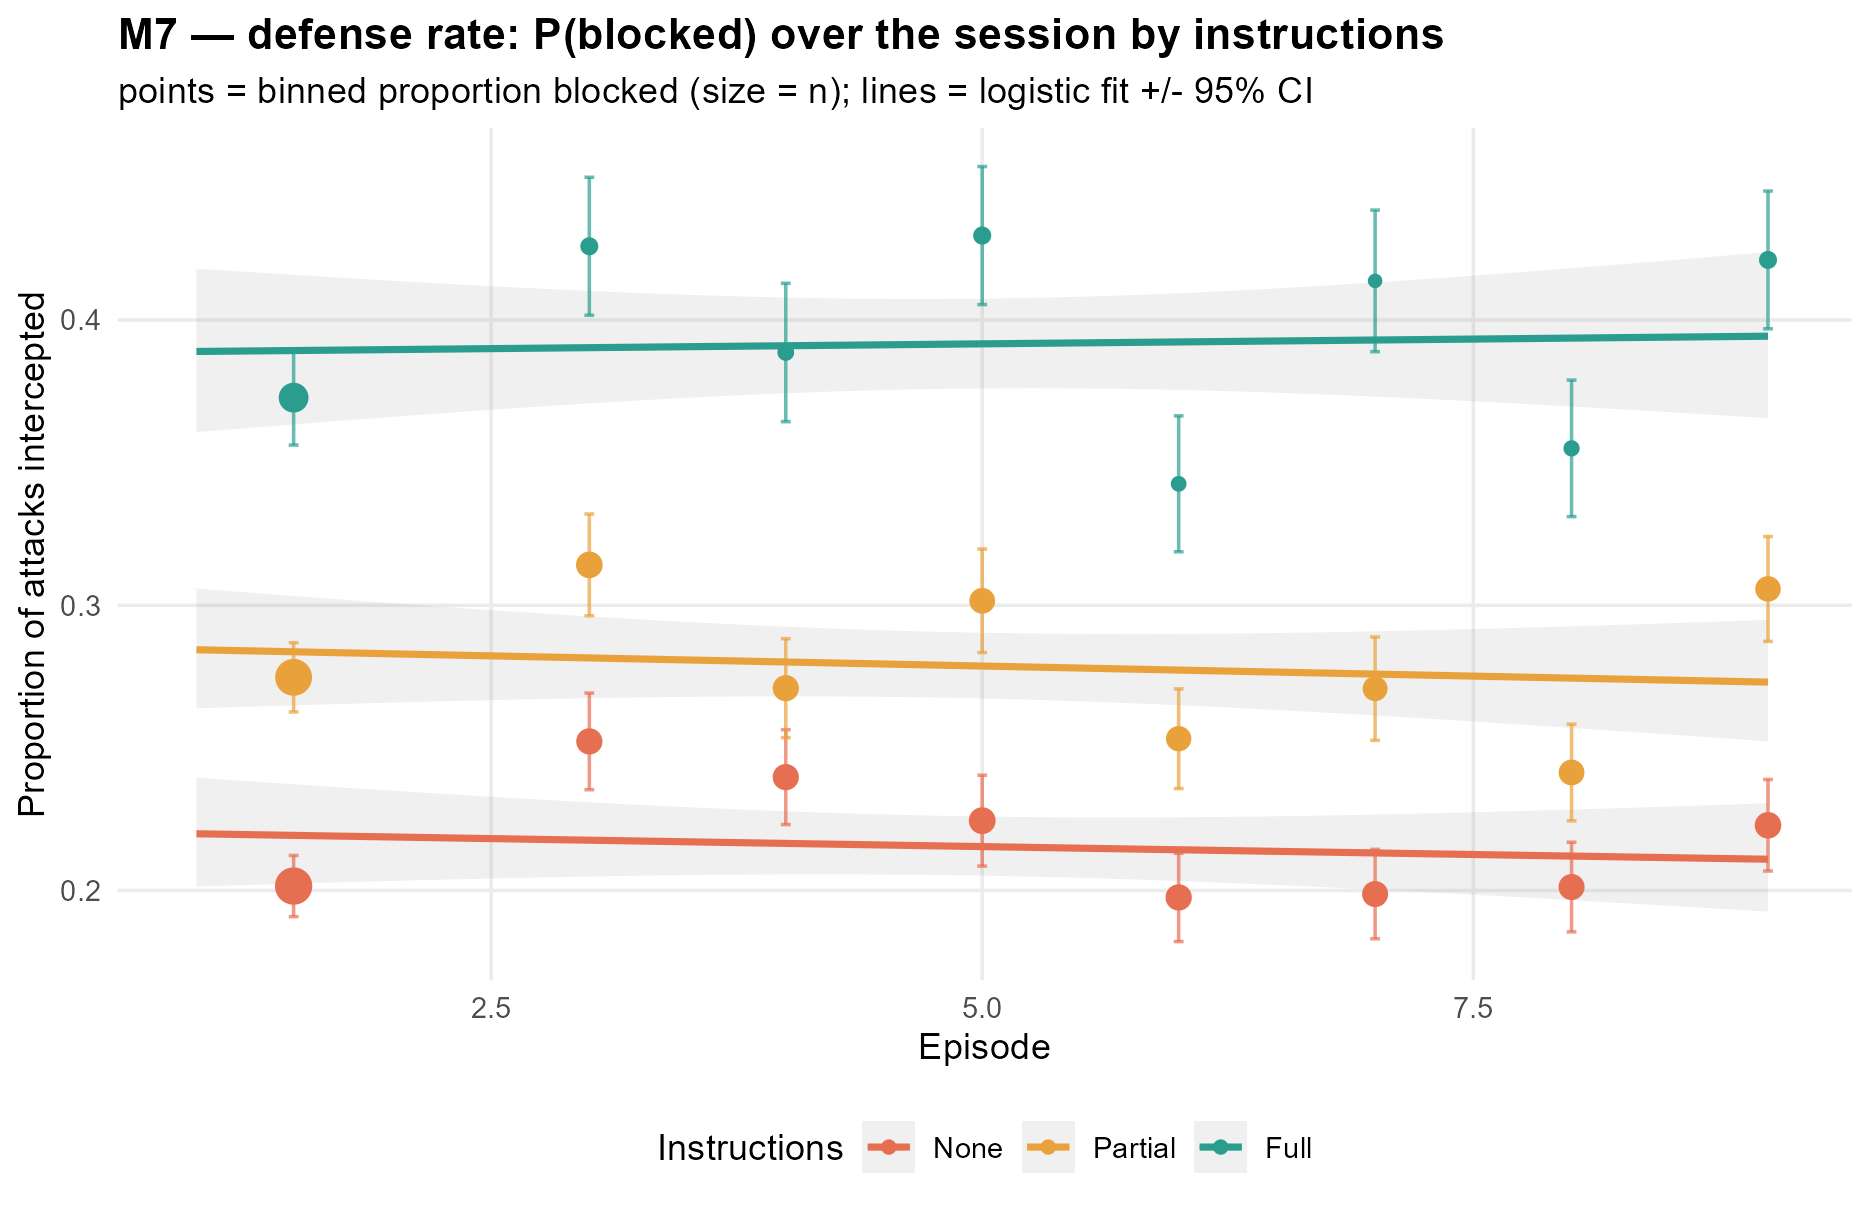 M7 — defense rate: P(blocked) over the session by instructions
points = binned proportion blocked (size = n); lines = logistic fit +/- 95% CI
Proportion of attacks intercepted
0.4
0.3
0.2
2.5
5.0
7.5
Episode
Instructions
None
Partial
Full